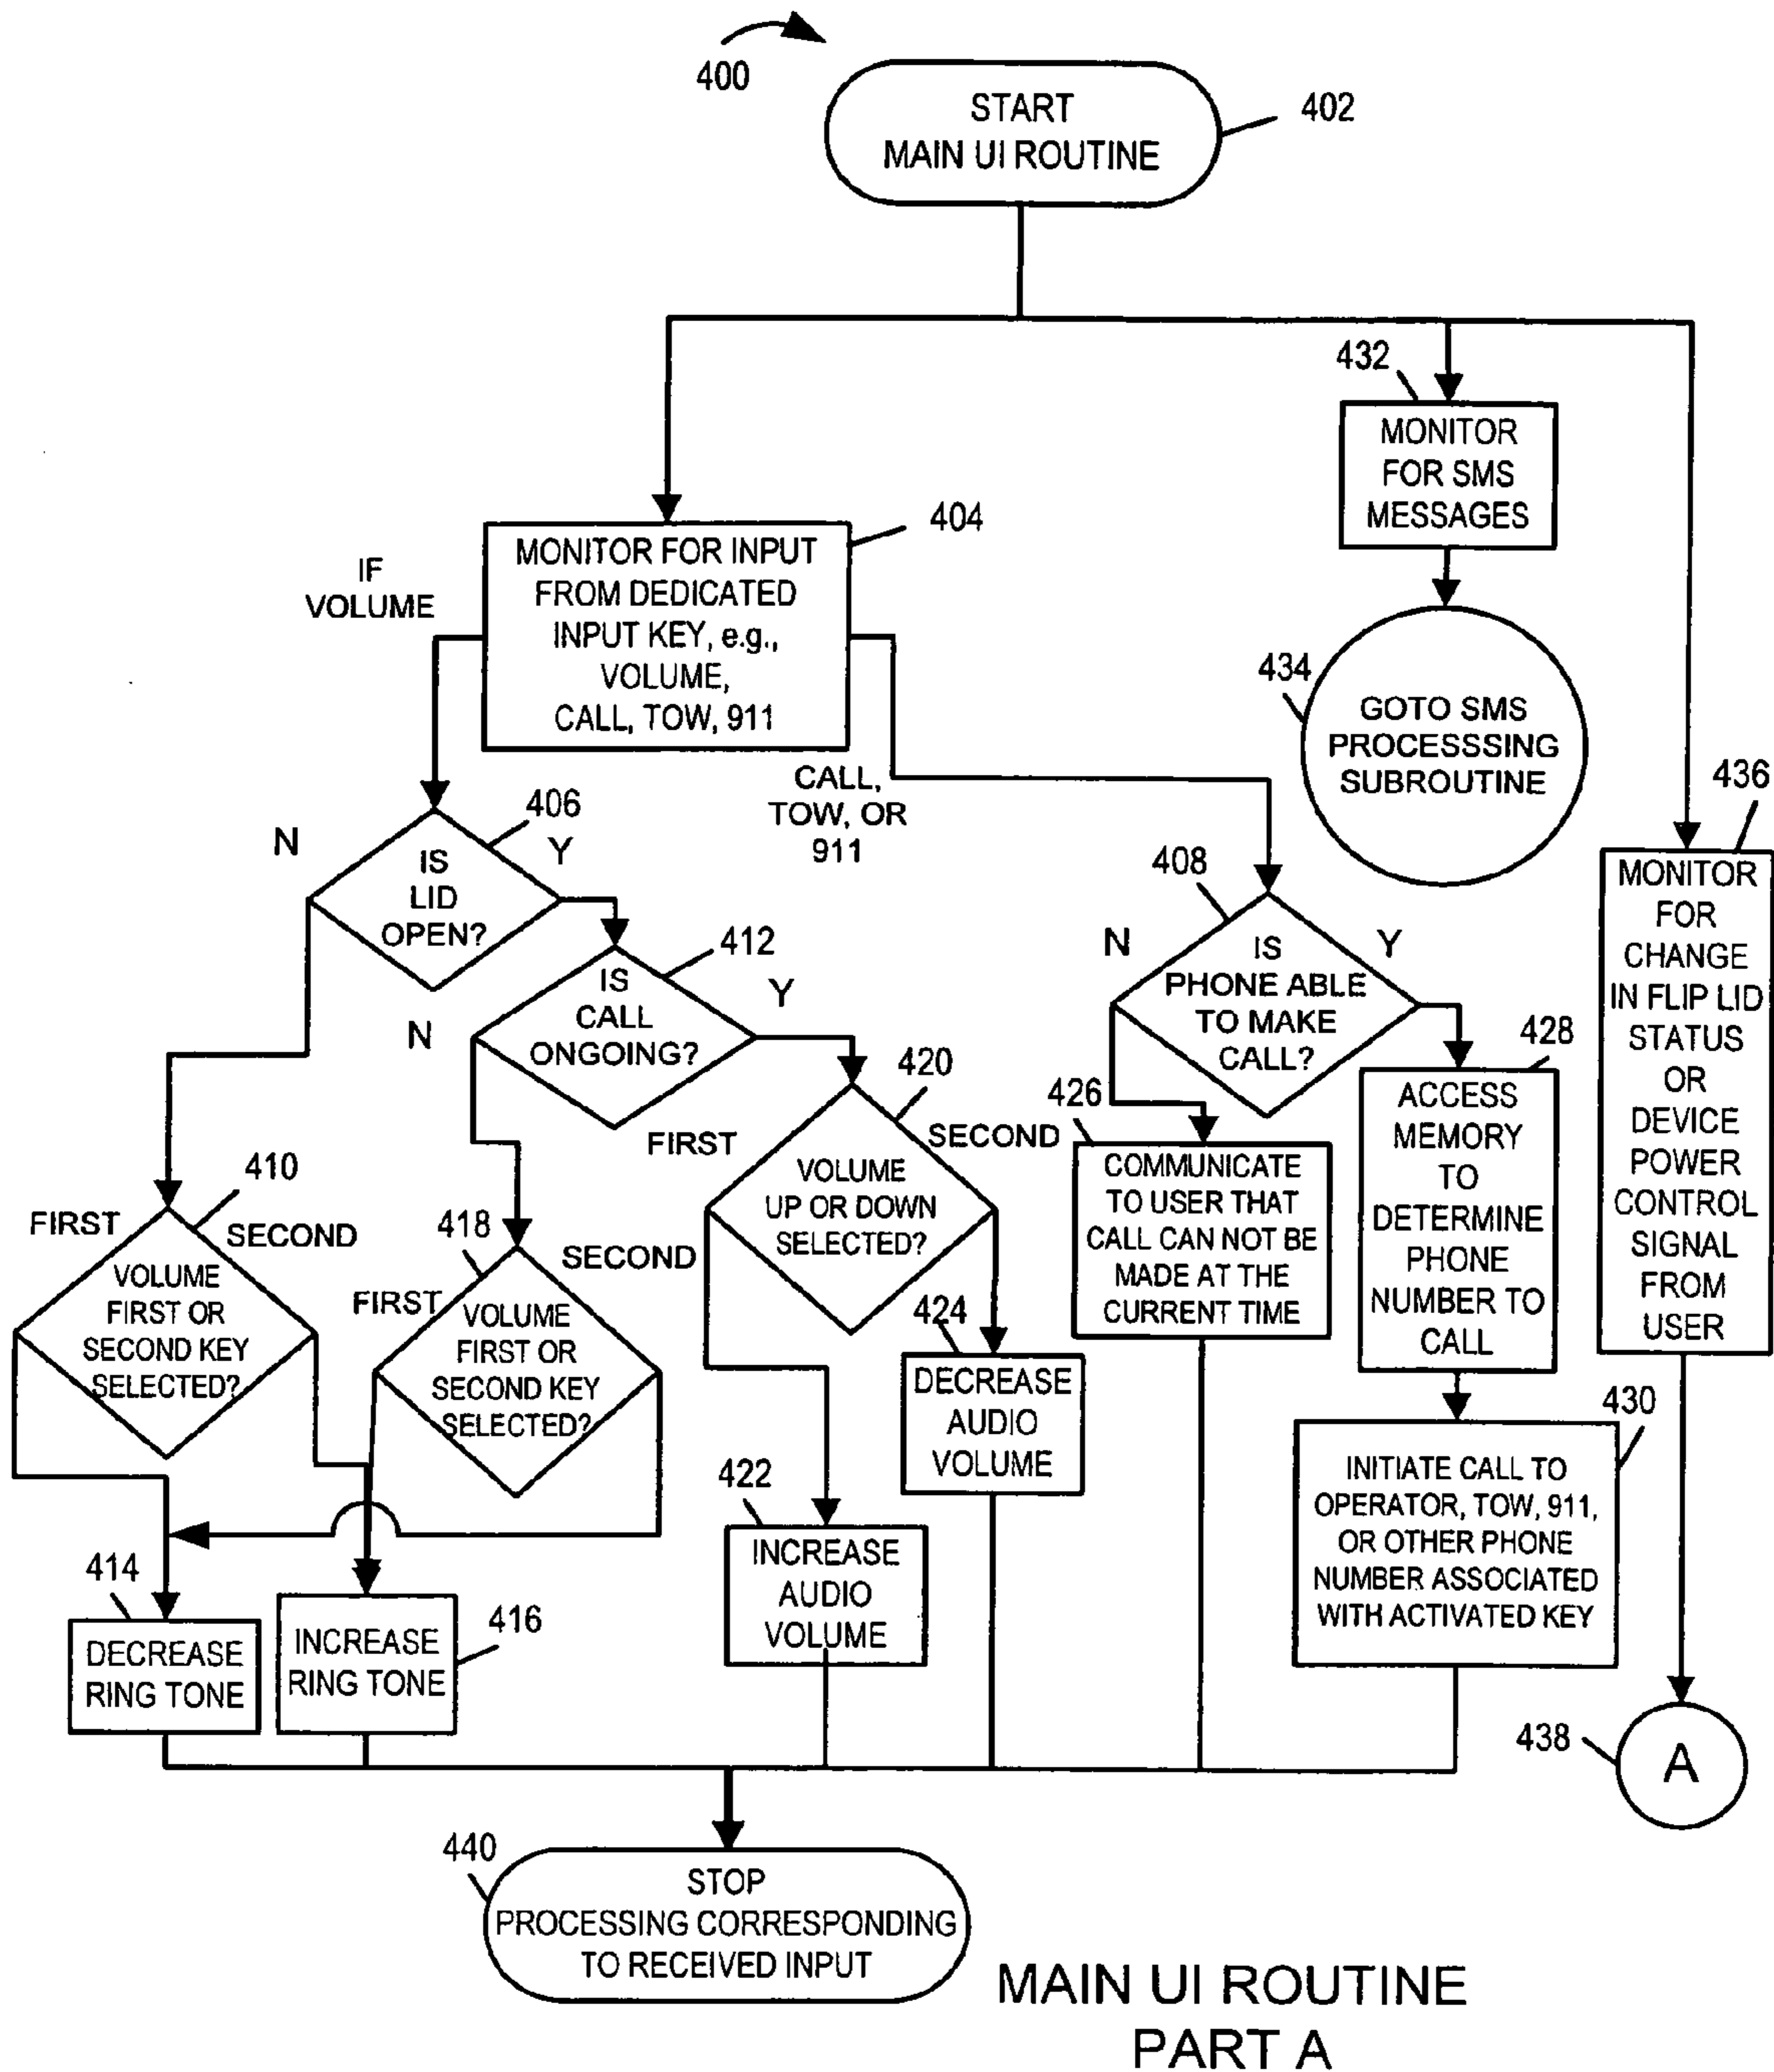 400
START
MAIN UI ROUTINE
402
432
MONITOR
FOR SMS
MESSAGES
404
MONITOR FOR INPUT
FROM DEDICATED
INPUT KEY, e.g.,
VOLUME,
CALL, TOW, 911
IF
VOLUME
434
GOTO SMS
PROCESSSING
SUBROUTINE
CALL,
TOW, OR
911
436
MONITOR
FOR
CHANGE
IN FLIP LID
STATUS
OR
DEVICE
POWER
CONTROL
SIGNAL
FROM
USER
406
N
Y
IS
LID
OPEN?
408
N
Y
IS
PHONE ABLE
TO MAKE
CALL?
412
N
Y
IS
CALL
ONGOING?
428
ACCESS
MEMORY
TO
DETERMINE
PHONE
NUMBER TO
CALL
420
FIRST
SECOND
VOLUME
UP OR DOWN
SELECTED?
426
COMMUNICATE
TO USER THAT
CALL CAN NOT BE
MADE AT THE
CURRENT TIME
410
FIRST
SECOND
VOLUME
FIRST OR
SECOND KEY
SELECTED?
418
FIRST
SECOND
VOLUME
FIRST OR
SECOND KEY
SELECTED?
424
DECREASE
AUDIO
VOLUME
430
INITIATE CALL TO
OPERATOR, TOW, 911,
OR OTHER PHONE
NUMBER ASSOCIATED
WITH ACTIVATED KEY
422
INCREASE
AUDIO
VOLUME
414
DECREASE
RING TONE
416
INCREASE
RING TONE
438
A
440
STOP
PROCESSING CORRESPONDING
TO RECEIVED INPUT
MAIN UI ROUTINE
PART A